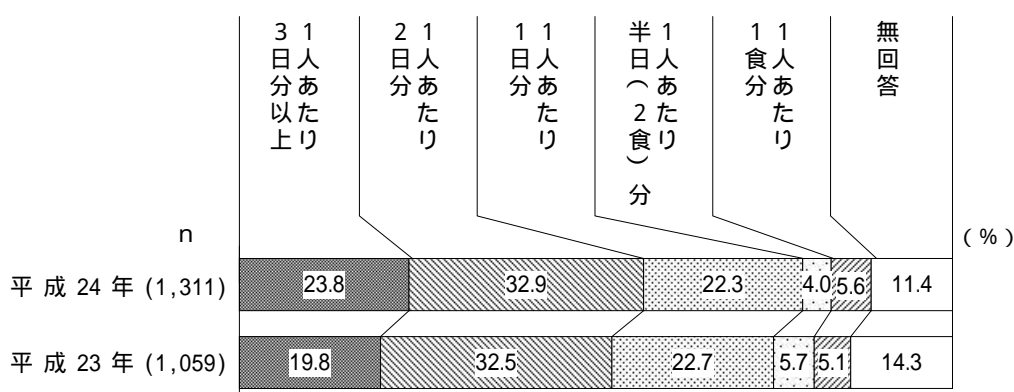 1人あたり
3日分以上
1人あたり
2日分
1人あたり
1日分
1人あたり
半日(2食)分
1人あたり
1食分
無回答
n
(%)
平成24年(1,311) 23.8 32.9 22.3 4.0 5.6 11.4
平成23年(1,059) 19.8 32.5 22.7 5.7 5.1 14.3